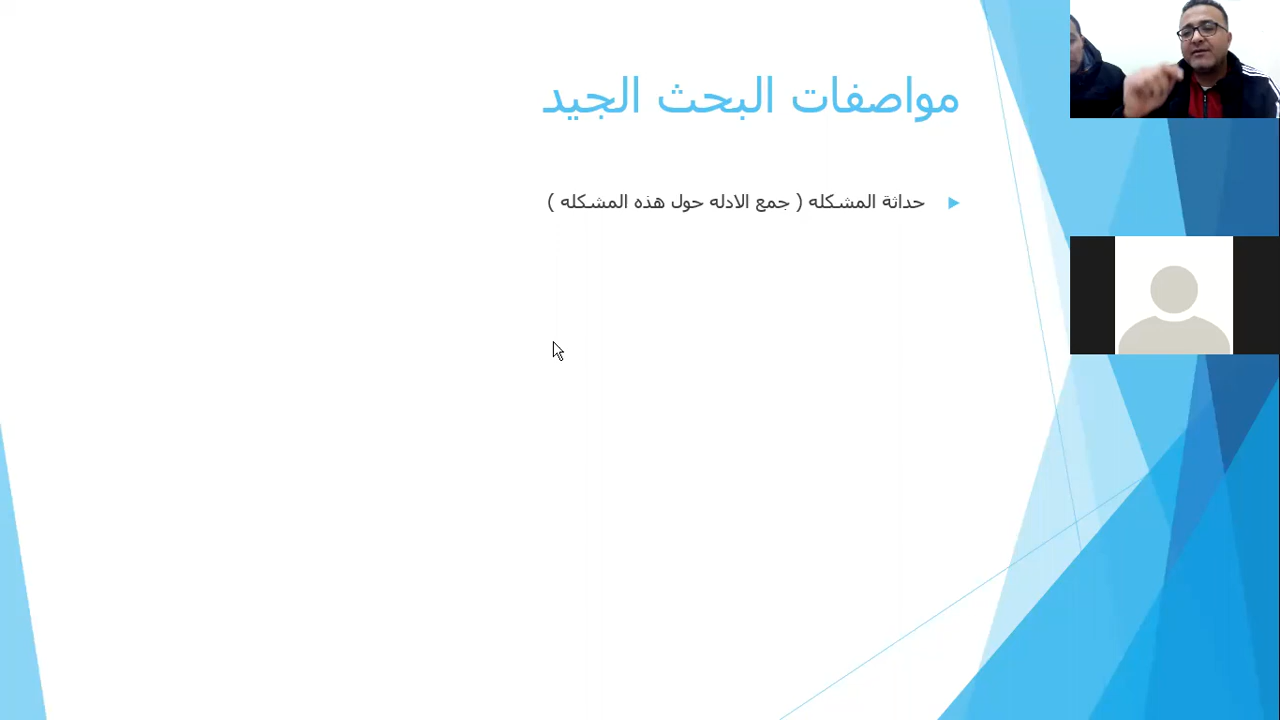 مواصفات البحث الجيد
حداثة المشكله ( جمع الادله حول هذه المشكله )